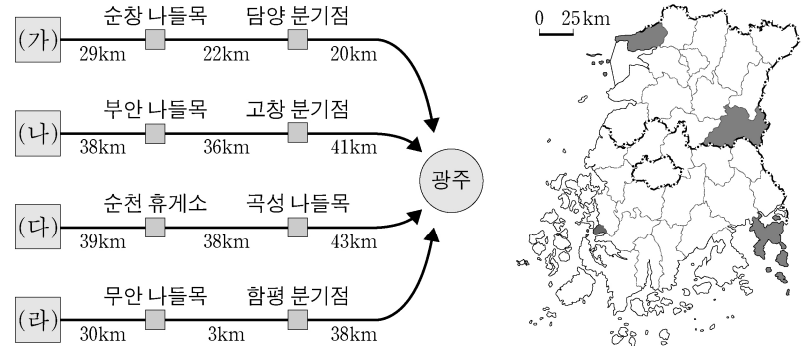 (가) 순창 나들목 담양 분기점
29km 22km 20km
(나) 부안 나들목 고창 분기점
38km 36km 41km
광주
(다) 순천 휴게소 곡성 나들목
39km 38km 43km
(라) 무안 나들목 함평 분기점
30km 3km 38km
0 25km